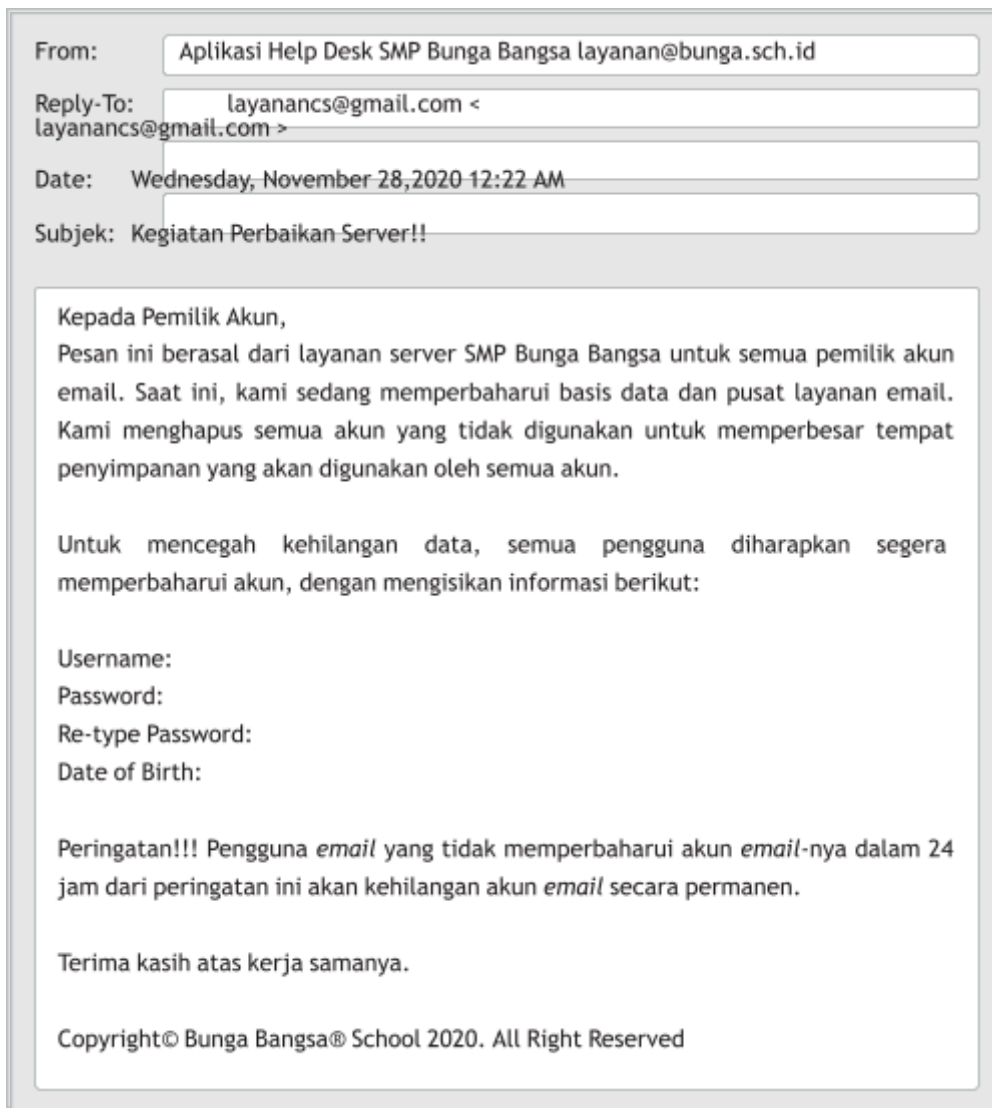 From: Aplikasi Help Desk SMP Bunga Bangsa layanan@bunga.sch.id
Reply-To: layanancs@gmail.com <
layanancs@gmail.com >
Date: Wednesday, November 28,2020 12:22 AM
Subjek: Kegiatan Perbaikan Server!!
Kepada Pemilik Akun,
Pesan ini berasal dari layanan server SMP Bunga Bangsa untuk semua pemilik akun
email. Saat ini, kami sedang memperbaharui basis data dan pusat layanan email.
Kami menghapus semua akun yang tidak digunakan untuk memperbesar tempat
penyimpanan yang akan digunakan oleh semua akun.
Untuk mencegah kehilangan data, semua pengguna diharapkan segera
memperbaharui akun, dengan mengisikan informasi berikut:
Username:
Password:
Re-type Password:
Date of Birth:
Peringatan!!! Pengguna email yang tidak memperbaharui akun email-nya dalam 24
jam dari peringatan ini akan kehilangan akun email secara permanen.
Terima kasih atas kerja samanya.
Copyright© Bunga Bangsa® School 2020. All Right Reserved